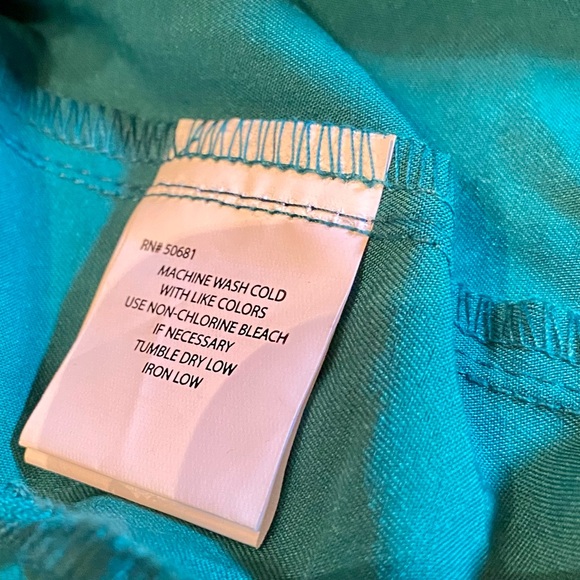 RN# 50681
MACHINE WASH COLD
WITH LIKE COLORS
USE NON-CHLORINE BLEACH
IF NECESSARY
TUMBLE DRY LOW
IRON LOW